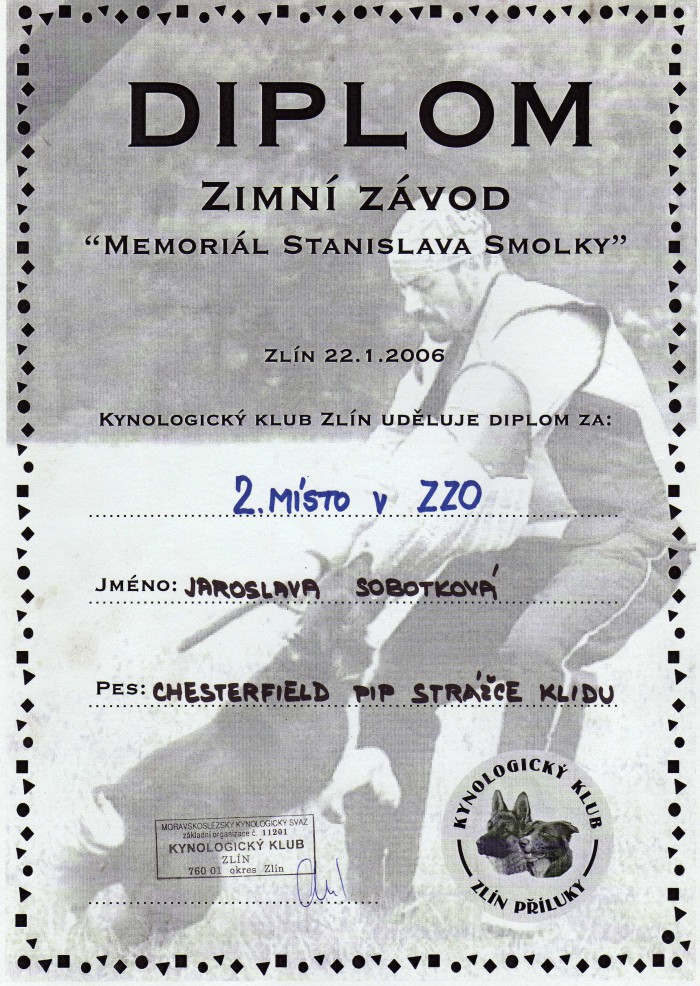 DIPLOM
ZIMNÍ ZÁVOD
“MEMORIÁL STANISLAVA SMOLKY”
ZLÍN 22.1.2006
KYNOLOGICKÝ KLUB ZLÍN UDĚLUJE DIPLOM ZA:
2. MÍSTO V ZZO
JMÉNO: JAROSLAVA SOBOTKOVÁ
PES: CHESTERFIELD PIP STRÁŽCE KLIDU
MORAVSKOSLEZSKÝ KYNOLOGICKÝ SVAZ
základní organizace č. 11201
KYNOLOGICKÝ KLUB
ZLÍN
760 01 okres Zlín
KYNOLOGICKÝ KLUB
ZLÍN PŘÍLUKY